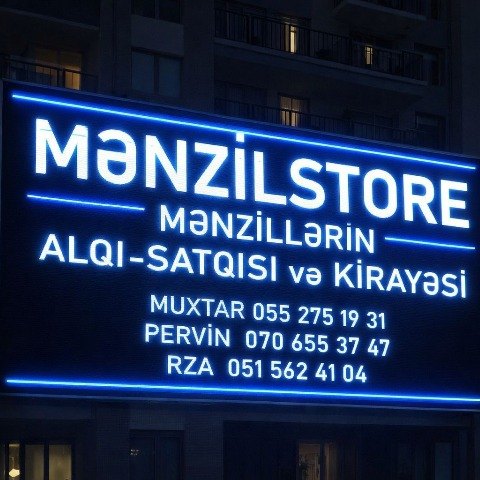 MƏNZİLSTORE
MƏNZİLLƏRİN
ALQI-SATQISI və KİRAYƏSİ
MUXTAR 055 275 19 31
PERVİN 070 655 37 47
RZA 051 562 41 04